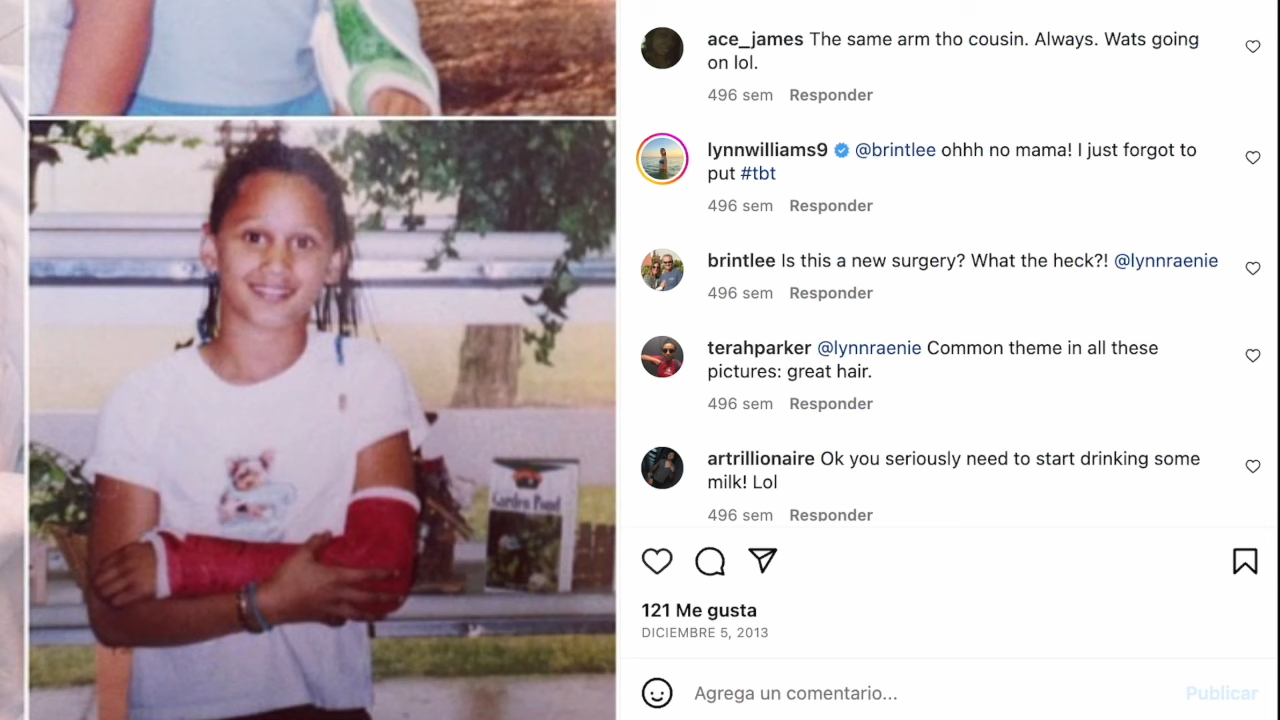 ace_james The same arm tho cousin. Always. Wats going
on lol.
496 sem Responder
lynnwilliams9 @brintlee ohhh no mama! I just forgot to
put #tbt
496 sem Responder
brintlee Is this a new surgery? What the heck?! @lynnraenie
496 sem Responder
terahparker @lynnraenie Common theme in all these
pictures: great hair.
496 sem Responder
artrillionaire Ok you seriously need to start drinking some
milk! Lol
496 sem Responder
121 Me gusta
DICIEMBRE 5, 2013
Agrega un comentario...
Publicar
Garden Pond